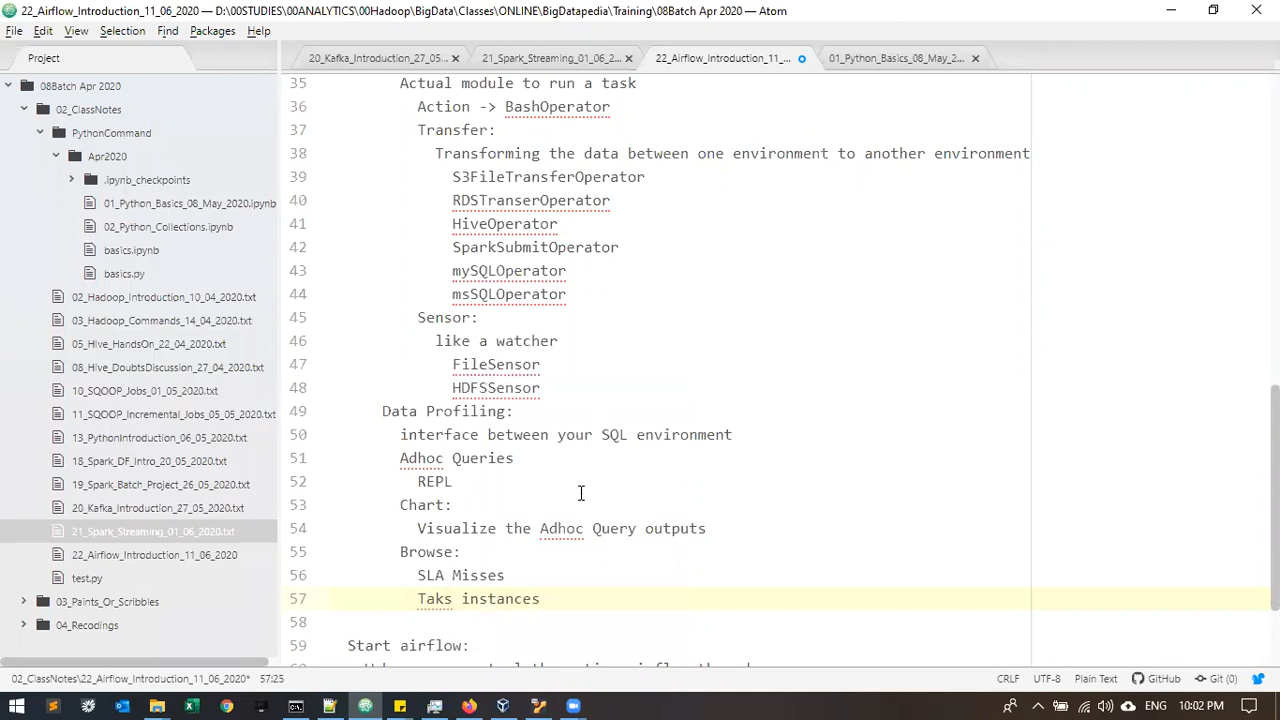 22_Airflow_Introduction_11_06_2020 — D:\00STUDIES\00ANALYTICS\00Hadoop\BigData\Classes\ONLINE\BigDatapedia\Training\08Batch Apr 2020 — Atom
File Edit View Selection Find Packages Help
Project
20_Kafka_Introduction_27_05... 21_Spark_Streaming_01_06_2... 22_Airflow_Introduction_11_... 01_Python_Basics_08_May_2...
08Batch Apr 2020
02_ClassNotes
PythonCommand
Apr2020
.ipynb_checkpoints
01_Python_Basics_08_May_2020.ipynb
02_Python_Collections.ipynb
basics.ipynb
basics.py
02_Hadoop_Introduction_10_04_2020.txt
03_Hadoop_Commands_14_04_2020.txt
05_Hive_HandsOn_22_04_2020.txt
08_Hive_DoubtsDiscussion_27_04_2020.txt
10_SQOOP_Jobs_01_05_2020.txt
11_SQOOP_Incremental_Jobs_05_05_2020.txt
13_PythonIntroduction_06_05_2020.txt
18_Spark_DF_Intro_20_05_2020.txt
19_Spark_Batch_Project_26_05_2020.txt
20_Kafka_Introduction_27_05_2020.txt
21_Spark_Streaming_01_06_2020.txt
22_Airflow_Introduction_11_06_2020
test.py
03_Paints_Or_Scribbles
04_Recodings
35 Actual module to run a task
36 Action -> BashOperator
37 Transfer:
38 Transforming the data between one environment to another environment
39 S3FileTransferOperator
40 RDSTranserOperator
41 HiveOperator
42 SparkSubmitOperator
43 mySQLOperator
44 msSQLOperator
45 Sensor:
46 like a watcher
47 FileSensor
48 HDFSSensor
49 Data Profiling:
50 interface between your SQL environment
51 Adhoc Queries
52 REPL
53 Chart:
54 Visualize the Adhoc Query outputs
55 Browse:
56 SLA Misses
57 Taks instances
58
59 Start airflow:
02_ClassNotes\22_Airflow_Introduction_11_06_2020* 57:25 CRLF UTF-8 Plain Text GitHub Git (0)
ENG 10:02 PM